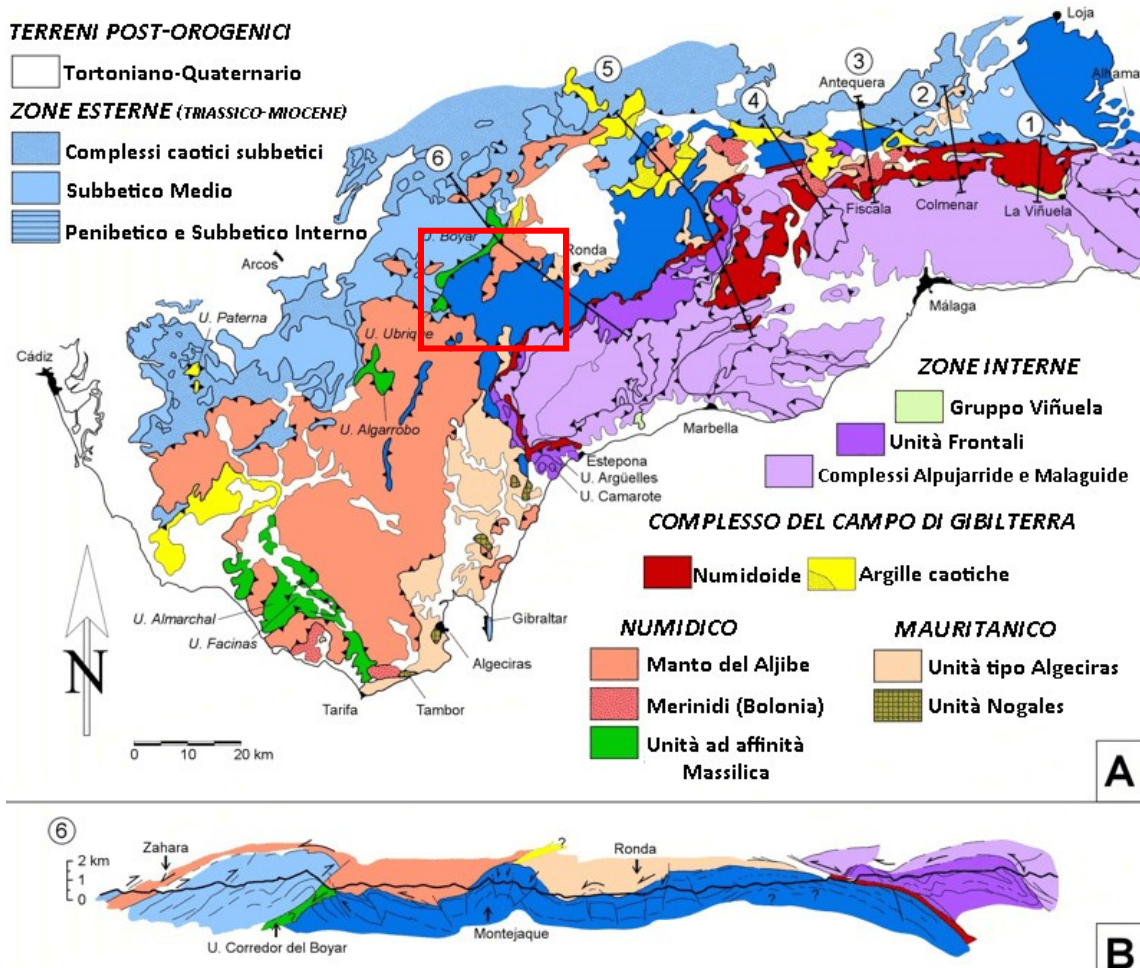 TERRENI POST-OROGENICI
Tortoniano-Quaternario
ZONE ESTERNE (TRIASSICO-MIOCENE)
Complessi caotici subbetici
Subbetico Medio
Penibetico e Subbetico Interno
Loja
Alhama
5
3
Antequera
2
4
1
6
Fiscala
Colmenar
La Viñuela
U. Boyar
Ronda
Arcos
Málaga
U. Paterna
U. Ubrique
Cádiz
U. Algarrobo
Marbella
Estepona
U. Argüelles
U. Camarote
ZONE INTERNE
Gruppo Viñuela
Unità Frontali
Complessi Alpujarride e Malaguide
COMPLESSO DEL CAMPO DI GIBILTERRA
Numidoide
Argille caotiche
U. Almarchal
U. Facinas
Gibraltar
Algeciras
Tarifa
Tambor
N
0 10 20 km
NUMIDICO
Manto del Aljibe
Merinidi (Bolonia)
Unità ad affinità
Massilica
MAURITANICO
Unità tipo Algeciras
Unità Nogales
A
6
Zahara
2 km
1
0
?
Ronda
?
?
?
U. Corredor del Boyar
Montejaque
B